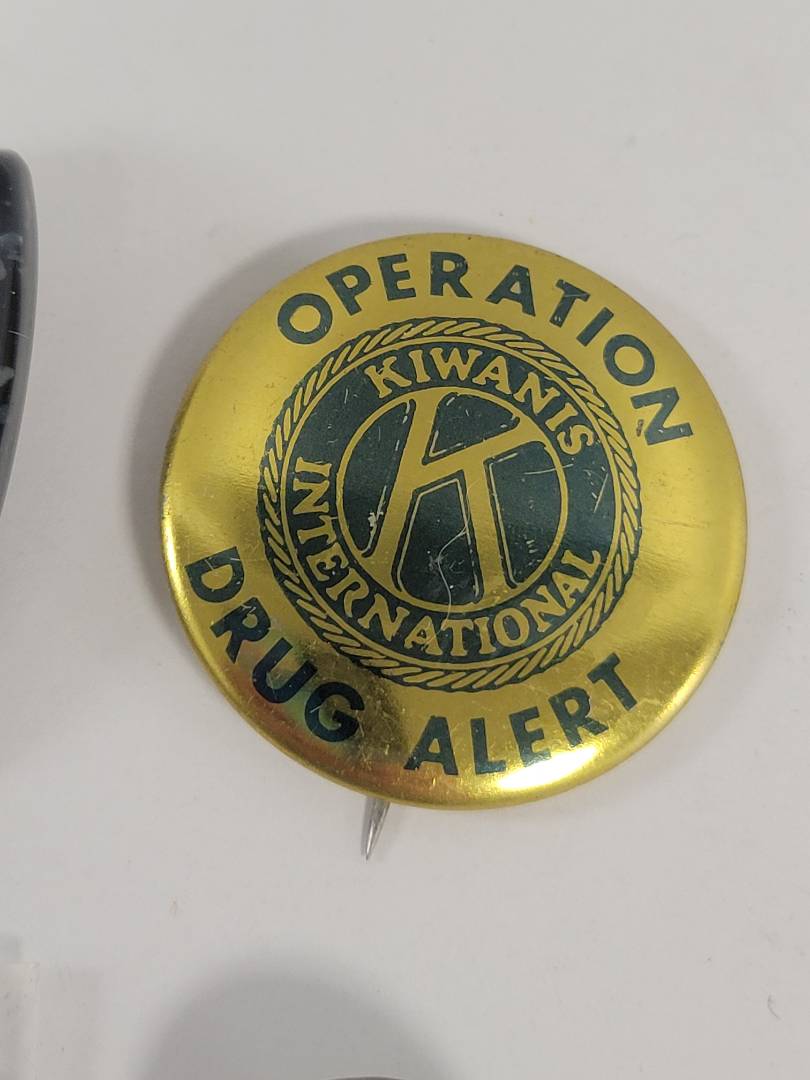 OPERATION
KIWANIS
K
INTERNATIONAL
DRUG ALERT